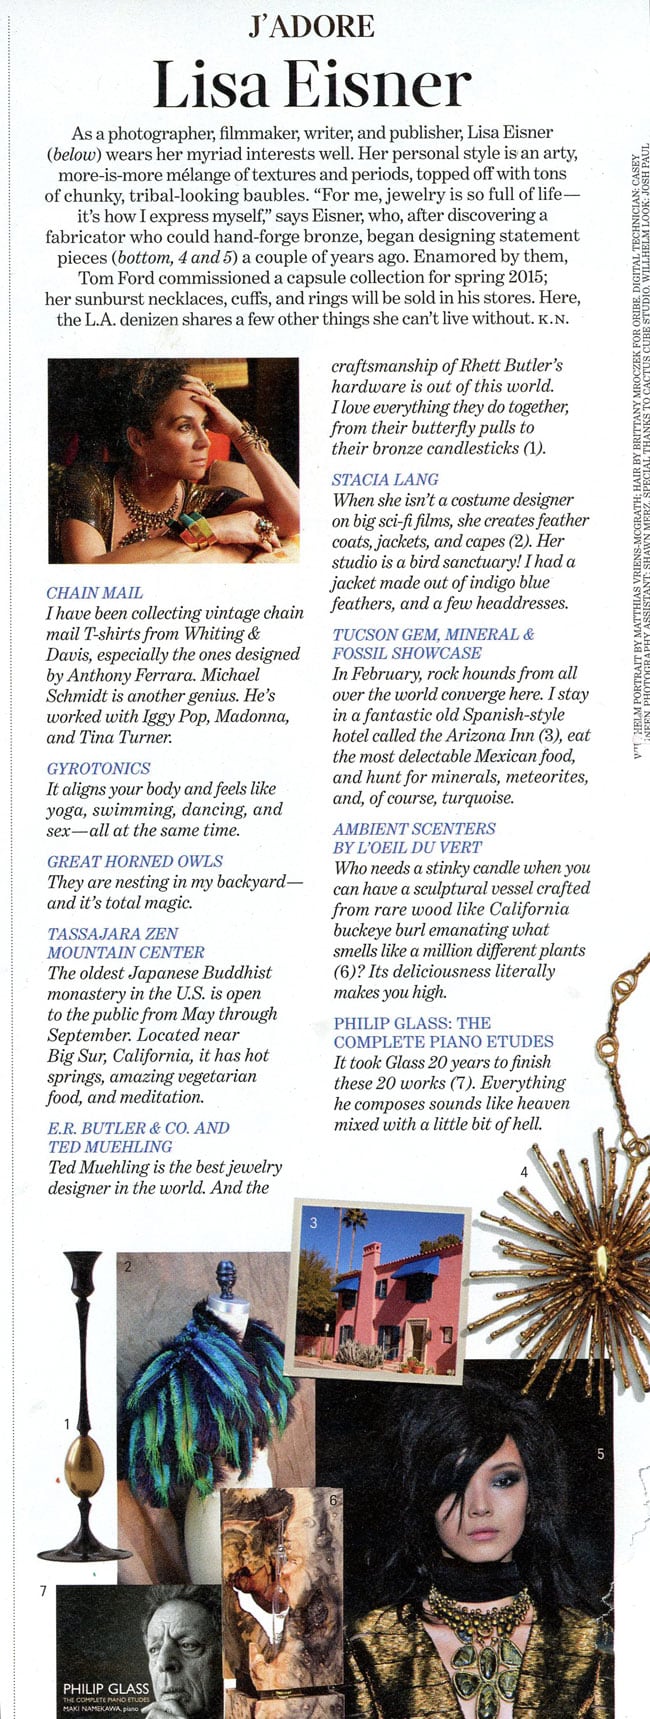 J'ADORE
Lisa Eisner
As a photographer, filmmaker, writer, and publisher, Lisa Eisner
(below) wears her myriad interests well. Her personal style is an arty,
more-is-more mélange of textures and periods, topped off with tons
of chunky, tribal-looking baubles. “For me, jewelry is so full of life—
it's how I express myself,” says Eisner, who, after discovering a
fabricator who could hand-forge bronze, began designing statement
pieces (bottom, 4 and 5) a couple of years ago. Enamored by them,
Tom Ford commissioned a capsule collection for spring 2015;
her sunburst necklaces, cuffs, and rings will be sold in his stores. Here,
the L.A. denizen shares a few other things she can't live without. K.N.
CHAIN MAIL
I have been collecting vintage chain
mail T-shirts from Whiting &
Davis, especially the ones designed
by Anthony Ferrara. Michael
Schmidt is another genius. He's
worked with Iggy Pop, Madonna,
and Tina Turner.
GYROTONICS
It aligns your body and feels like
yoga, swimming, dancing, and
sex—all at the same time.
GREAT HORNED OWLS
They are nesting in my backyard—
and it's total magic.
TASSAJARA ZEN
MOUNTAIN CENTER
The oldest Japanese Buddhist
monastery in the U.S. is open
to the public from May through
September. Located near
Big Sur, California, it has hot
springs, amazing vegetarian
food, and meditation.
E.R. BUTLER & CO. AND
TED MUEHLING
Ted Muehling is the best jewelry
designer in the world. And the
craftsmanship of Rhett Butler's
hardware is out of this world.
I love everything they do together,
from their butterfly pulls to
their bronze candlesticks (1).
STACIA LANG
When she isn't a costume designer
on big sci-fi films, she creates feather
coats, jackets, and capes (2). Her
studio is a bird sanctuary! I had a
jacket made out of indigo blue
feathers, and a few headdresses.
TUCSON GEM, MINERAL &
FOSSIL SHOWCASE
In February, rock hounds from all
over the world converge here. I stay
in a fantastic old Spanish-style
hotel called the Arizona Inn (3), eat
the most delectable Mexican food,
and hunt for minerals, meteorites,
and, of course, turquoise.
AMBIENT SCENTERS
BY L'OEIL DU VERT
Who needs a stinky candle when you
can have a sculptural vessel crafted
from rare wood like California
buckeye burl emanating what
smells like a million different plants
(6)? Its deliciousness literally
makes you high.
PHILIP GLASS: THE
COMPLETE PIANO ETUDES
It took Glass 20 years to finish
these 20 works (7). Everything
he composes sounds like heaven
mixed with a little bit of hell.
HELM PORTRAIT BY MATTHIAS VRIENS-MCGRATH; HAIR BY BRITTANY MROCZEK FOR ORIBE. DIGITAL TECHNICIAN: CASEY
PHOTOGRAPHY ASSISTANT: SHAWN MERZ. SPECIAL THANKS TO CACTUS CUBE STUDIO. WILLHELM LOOK: JOSH PAUL
4
3
2
1
5
6
7
PHILIP GLASS
THE COMPLETE PIANO ETUDES
MAKI NAMEKAWA, piano